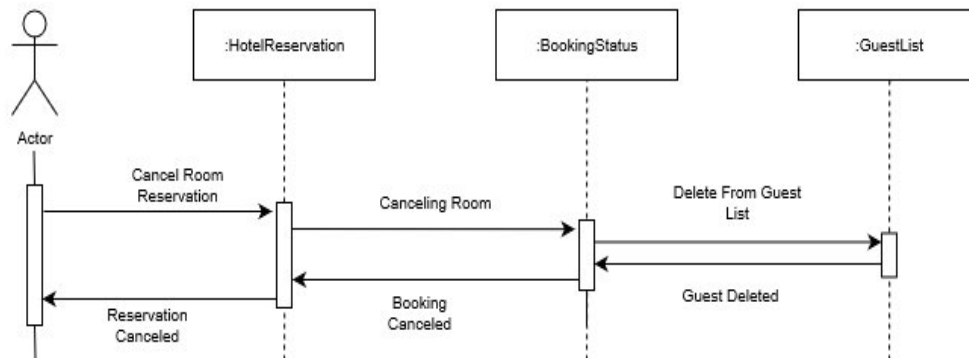 :HotelReservation
:BookingStatus
:GuestList
Actor
Cancel Room
Reservation
Canceling Room
Delete From Guest
List
Guest Deleted
Booking
Canceled
Reservation
Canceled